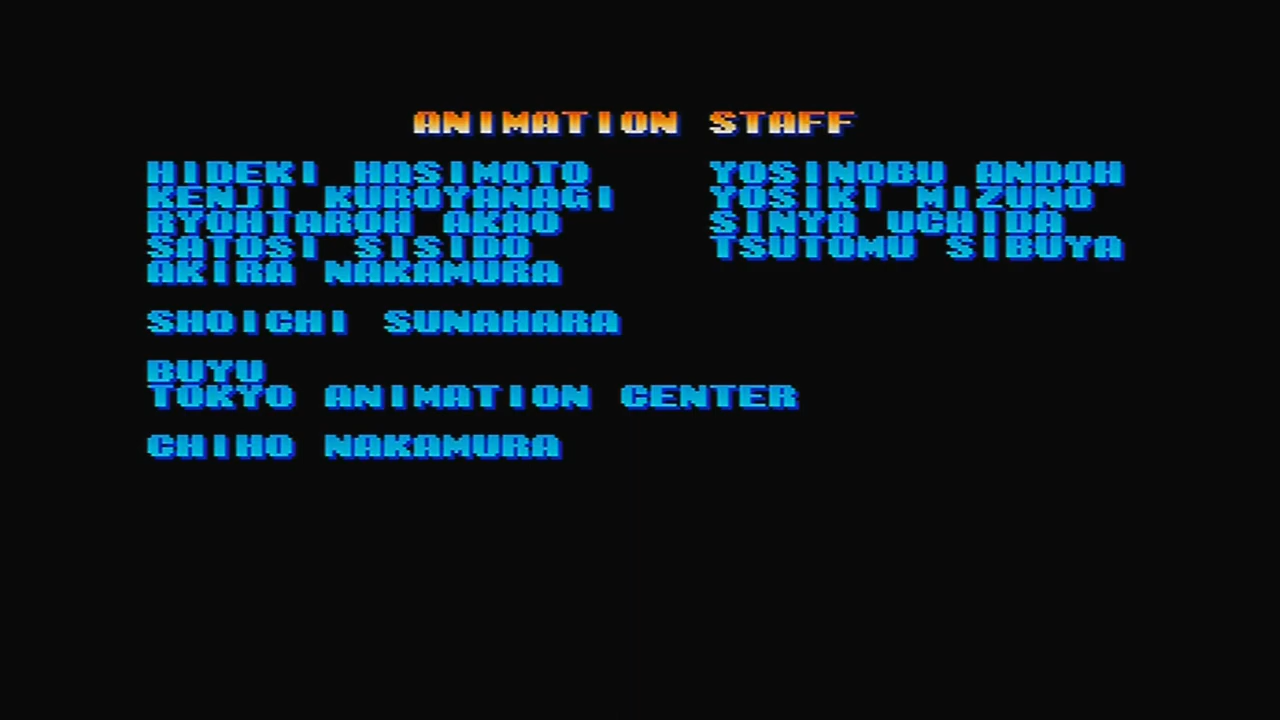 ANIMATION STAFF
HIDEKI HASIMOTO YOSINOBU ANDOH
KENJI KUROYANAGI YOSIKI MIZUNO
RYOHTAROH AKAO SINYA UCHIDA
SATOSI SISIDO TSUTOMU SIBUYA
AKIRA NAKAMURA
SHOICHI SUNAHARA
BUYU
TOKYO ANIMATION CENTER
CHIHO NAKAMURA